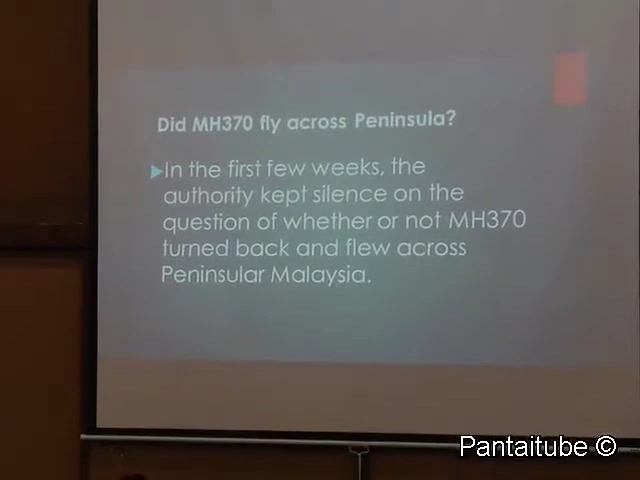 Did MH370 fly across Peninsula?
In the first few weeks, the
authority kept silence on the
question of whether or not MH370
turned back and flew across
Peninsular Malaysia.
Pantaitube ©